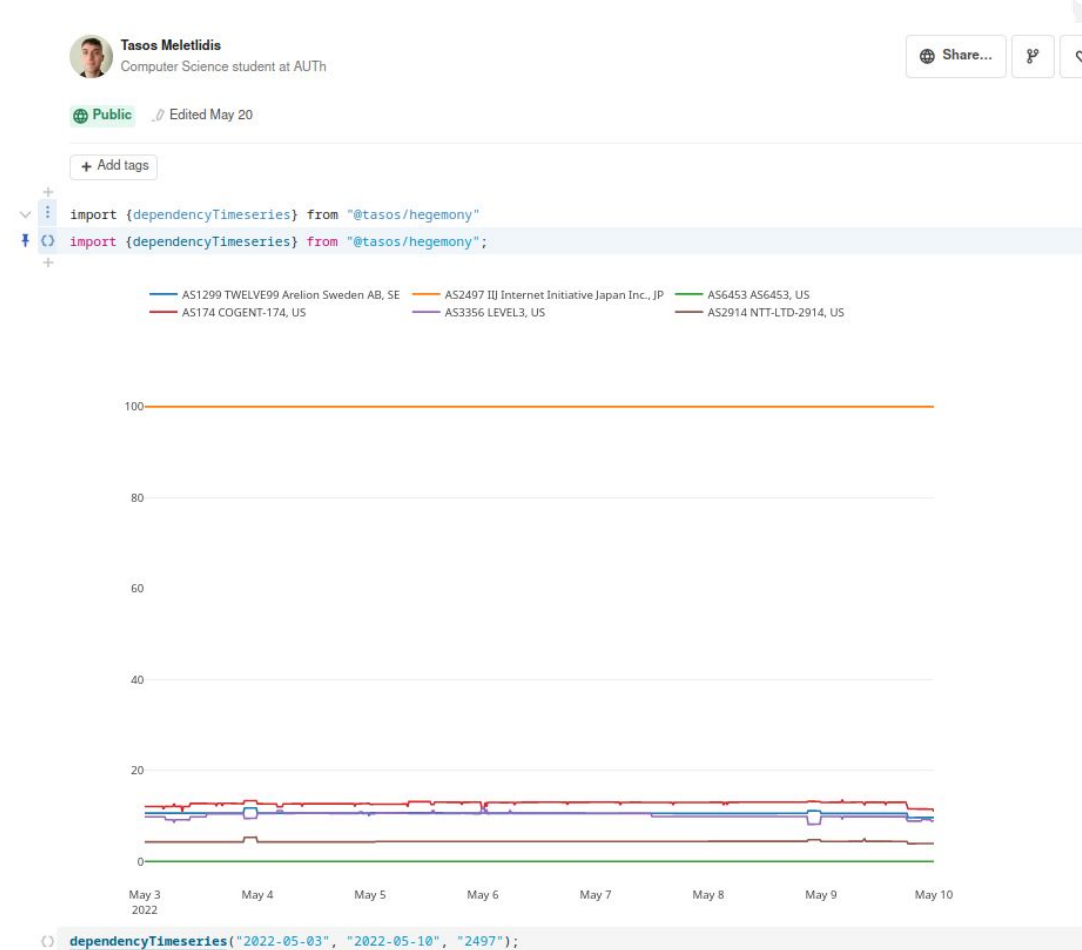 Tasos Meletlidis
Computer Science student at AUTh
Share...
Public Edited May 20
+ Add tags
import {dependencyTimeseries} from "@tasos/hegemony"
import {dependencyTimeseries} from "@tasos/hegemony";
AS1299 TWELVE99 Arelion Sweden AB, SE AS2497 IIJ Internet Initiative Japan Inc., JP AS6453 AS6453, US
AS174 COGENT-174, US AS3356 LEVEL3, US AS2914 NTT-LTD-2914, US
100
80
60
40
20
0
May 3 May 4 May 5 May 6 May 7 May 8 May 9 May 10
2022
dependencyTimeseries("2022-05-03", "2022-05-10", "2497");